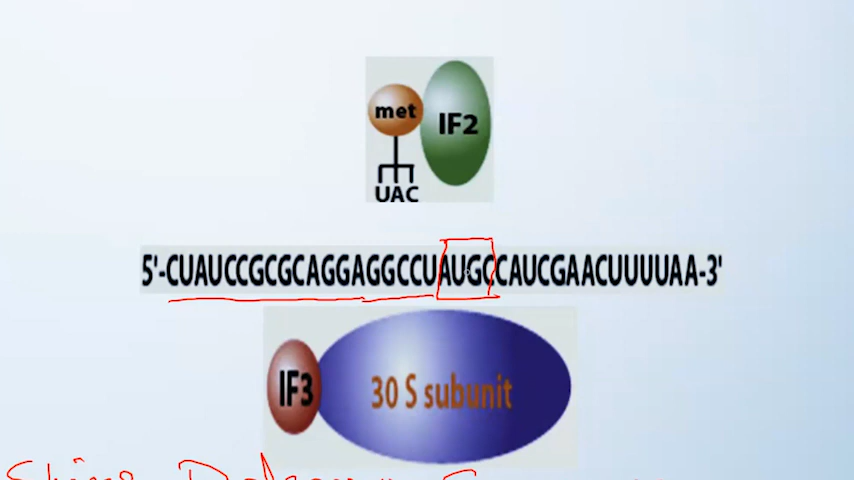 met
IF2
UAC
5'-CUAUCCGCGCAGGAGGCCUAUGCCAUCGAACUUUUAA-3'
IF3
30 S subunit